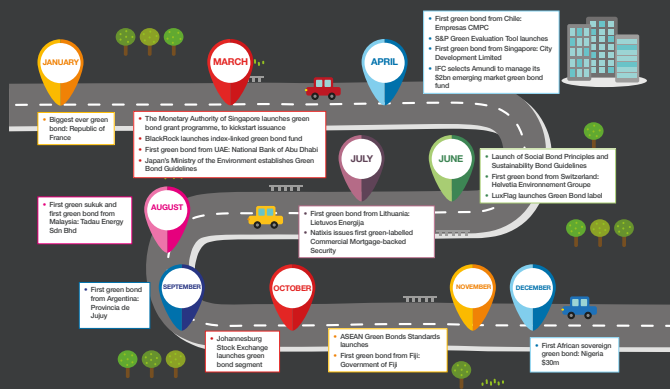 JANUARY
• Biggest ever green
bond: Republic of
France
MARCH
• The Monetary Authority of Singapore launches green
bond grant programme, to kickstart issuance
• BlackRock launches index-linked green bond fund
• First green bond from UAE: National Bank of Abu Dhabi
• Japan's Ministry of the Environment establishes Green
Bond Guidelines
APRIL
• First green bond from Chile:
Empresas CMPC
• S&P Green Evaluation Tool launches
• First green bond from Singapore: City
Development Limited
• IFC selects Amundi to manage its
$2bn emerging market green bond
fund
JUNE
• Launch of Social Bond Principles and
Sustainability Bond Guidelines
• First green bond from Switzerland:
Helvetia Environnement Groupe
• LuxFlag launches Green Bond label
JULY
• First green bond from Lithuania:
Lietuvos Energija
• Natixis issues first green-labelled
Commercial Mortgage-backed
Security
AUGUST
• First green sukuk and
first green bond from
Malaysia: Tadau Energy
Sdn Bhd
SEPTEMBER
• First green bond
from Argentina:
Provincia de
Jujuy
OCTOBER
• Johannesburg
Stock Exchange
launches green
bond segment
NOVEMBER
• ASEAN Green Bonds Standards
launches
• First green bond from Fiji:
Government of Fiji
DECEMBER
• First African sovereign
green bond: Nigeria
$30m